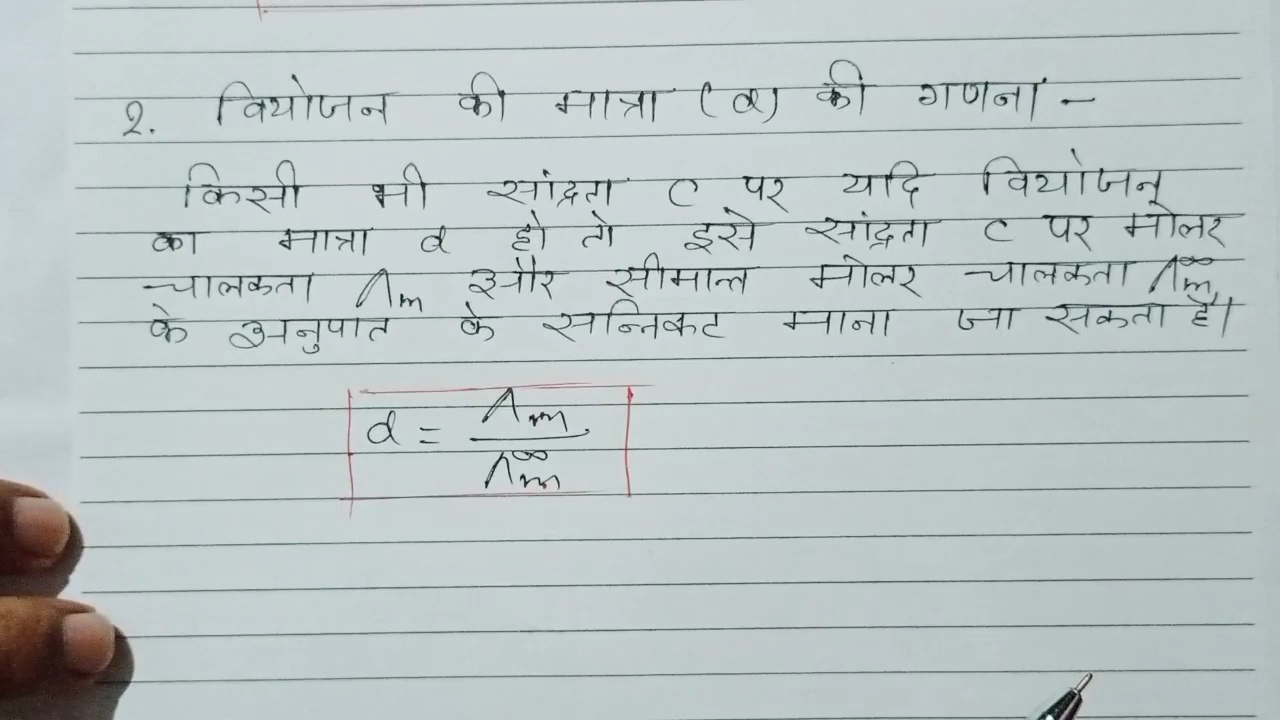 2. वियोजन की मात्रा (α) की गणना -
किसी भी सांद्रता C पर यदि वियोजन
का मात्रा α हो तो इसे सांद्रता C पर मोलर
चालकता Λm और सीमान्त मोलर चालकता Λ∞m
के अनुपात के सन्निकट माना जा सकता है।
α = Λm / Λ∞m